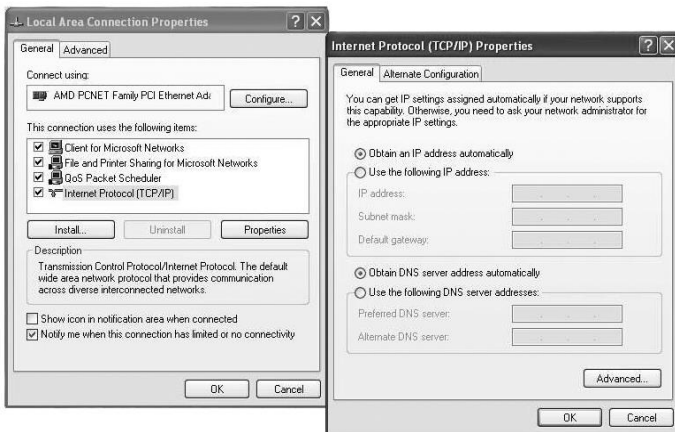 Local Area Connection Properties
General Advanced
Connect using:
AMD PCNET Family PCI Ethernet Ada
Configure...
This connection uses the following items:
Client for Microsoft Networks
File and Printer Sharing for Microsoft Networks
QoS Packet Scheduler
Internet Protocol (TCP/IP)
Install... Uninstall Properties
Description
Transmission Control Protocol/Internet Protocol. The default
wide area network protocol that provides communication
across diverse interconnected networks.
Show icon in notification area when connected
Notify me when this connection has limited or no connectivity
OK Cancel
Internet Protocol (TCP/IP) Properties
General Alternate Configuration
You can get IP settings assigned automatically if your network supports
this capability. Otherwise, you need to ask your network administrator for
the appropriate IP settings.
Obtain an IP address automatically
Use the following IP address:
IP address:
Subnet mask:
Default gateway:
Obtain DNS server address automatically
Use the following DNS server addresses:
Preferred DNS server:
Alternate DNS server:
Advanced...
OK Cancel